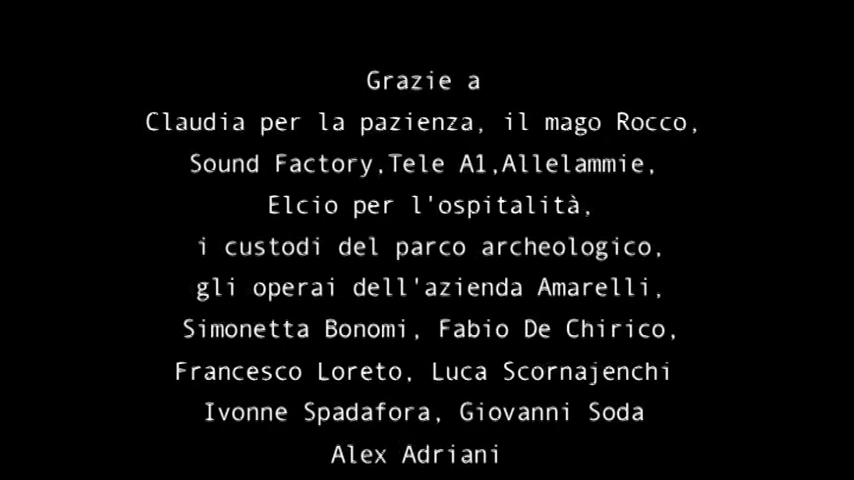 Grazie a
Claudia per la pazienza, il mago Rocco,
Sound Factory,Tele A1,Allelammie,
Elcio per l'ospitalità,
i custodi del parco archeologico,
gli operai dell'azienda Amarelli,
Simonetta Bonomi, Fabio De Chirico,
Francesco Loreto, Luca Scornajenchi
Ivonne Spadafora, Giovanni Soda
Alex Adriani